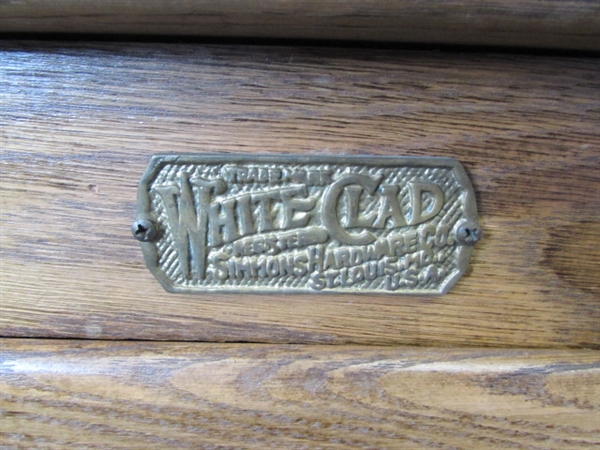 TRADE MARK
WHITE CLAD
REGISTERED
SIMMONS HARDWARE CO.
ST. LOUIS, MO.
U.S.A.